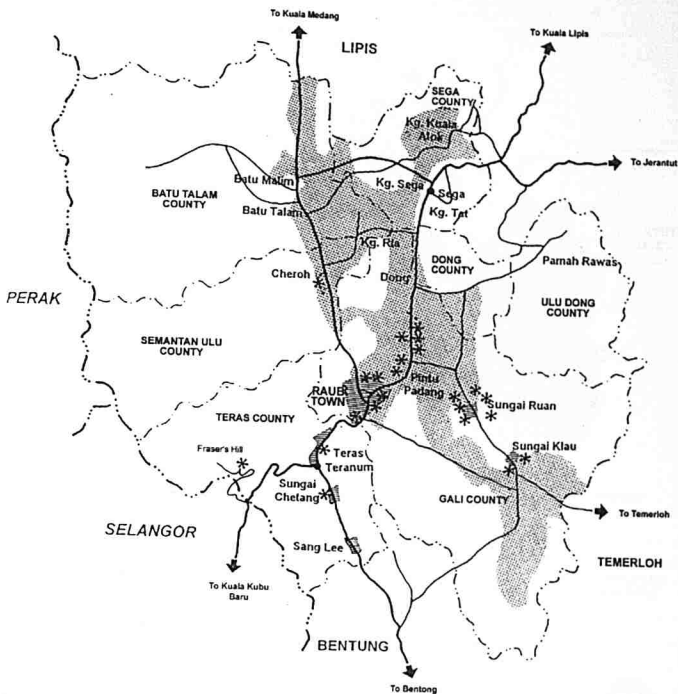 To Kuala Medang
To Kuala Lipis
LIPIS
SEGA
COUNTY
Kg. Kuala
Alok
To Jerantut
Batu Malim
Kg. Sega
Sega
BATU TALAM
COUNTY
Batu Talam
Kg. Tat
Kg. Ria
DONG
COUNTY
Pamah Rawas
Cheroh
Dong
PERAK
ULU DONG
COUNTY
SEMANTAN ULU
COUNTY
RAUB
TOWN
Pintu
Padang
Sungai Ruan
TERAS COUNTY
Fraser's Hill
Teras
Teranum
Sungai Klau
Sungai
Chetang
GALI COUNTY
SELANGOR
To Temerloh
Sang Lee
TEMERLOH
To Kuala Kubu
Baru
BENTUNG
To Bentong